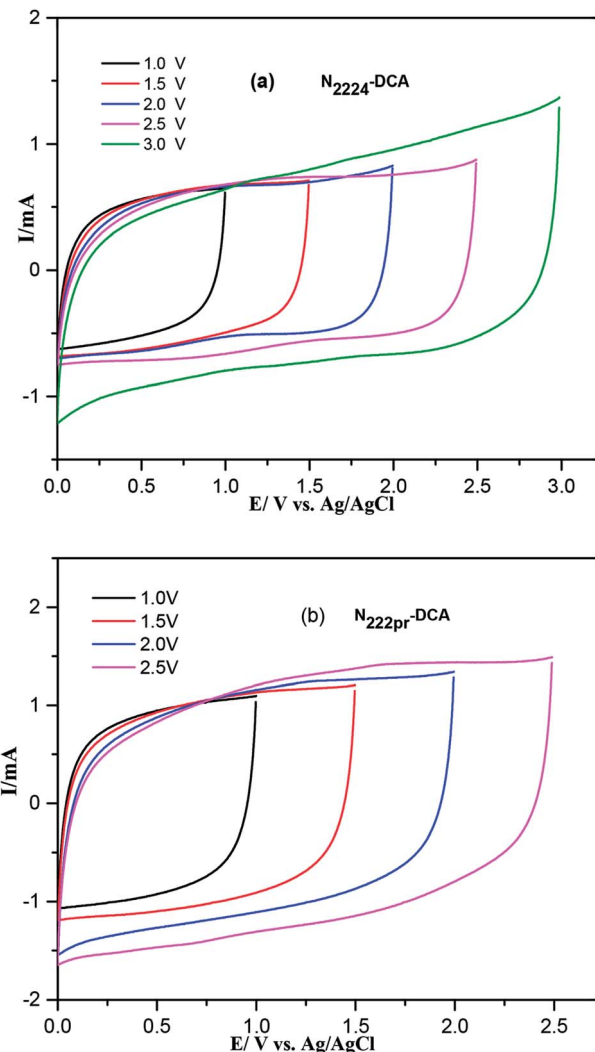 2
1.0 V
1.5 V
2.0 V
2.5 V
3.0 V
(a) N2224-DCA
1
I/mA
0
-1
0.0 0.5 1.0 1.5 2.0 2.5 3.0
E/ V vs. Ag/AgCl
2
1.0V
1.5V
2.0V
2.5V
(b) N222pr-DCA
1
I/mA
0
-1
-2
0.0 0.5 1.0 1.5 2.0 2.5
E/ V vs. Ag/AgCl